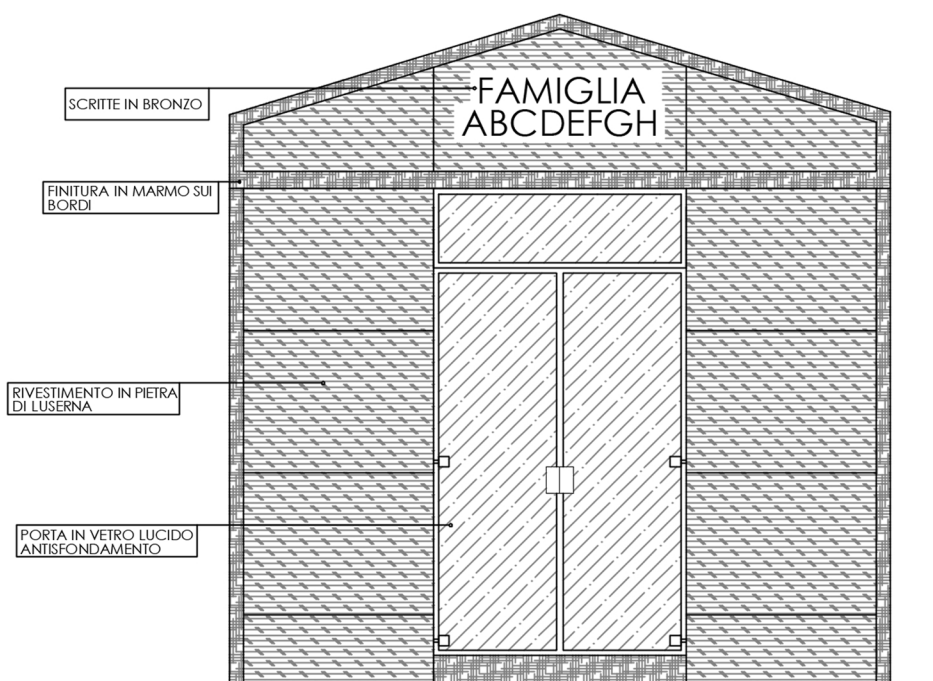 FAMIGLIA
ABCDEFGH
SCRITTE IN BRONZO
FINITURA IN MARMO SUI
BORDI
RIVESTIMENTO IN PIETRA
DI LUSERNA
PORTA IN VETRO LUCIDO
ANTISFONDAMENTO